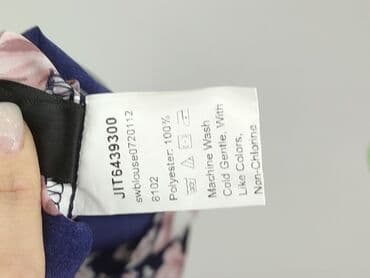 JIT6439300
swblouse0720112
8102
Polyester: 100%
Machine Wash
Cold Gentle, With
Like Colors,
Non-Chlorine